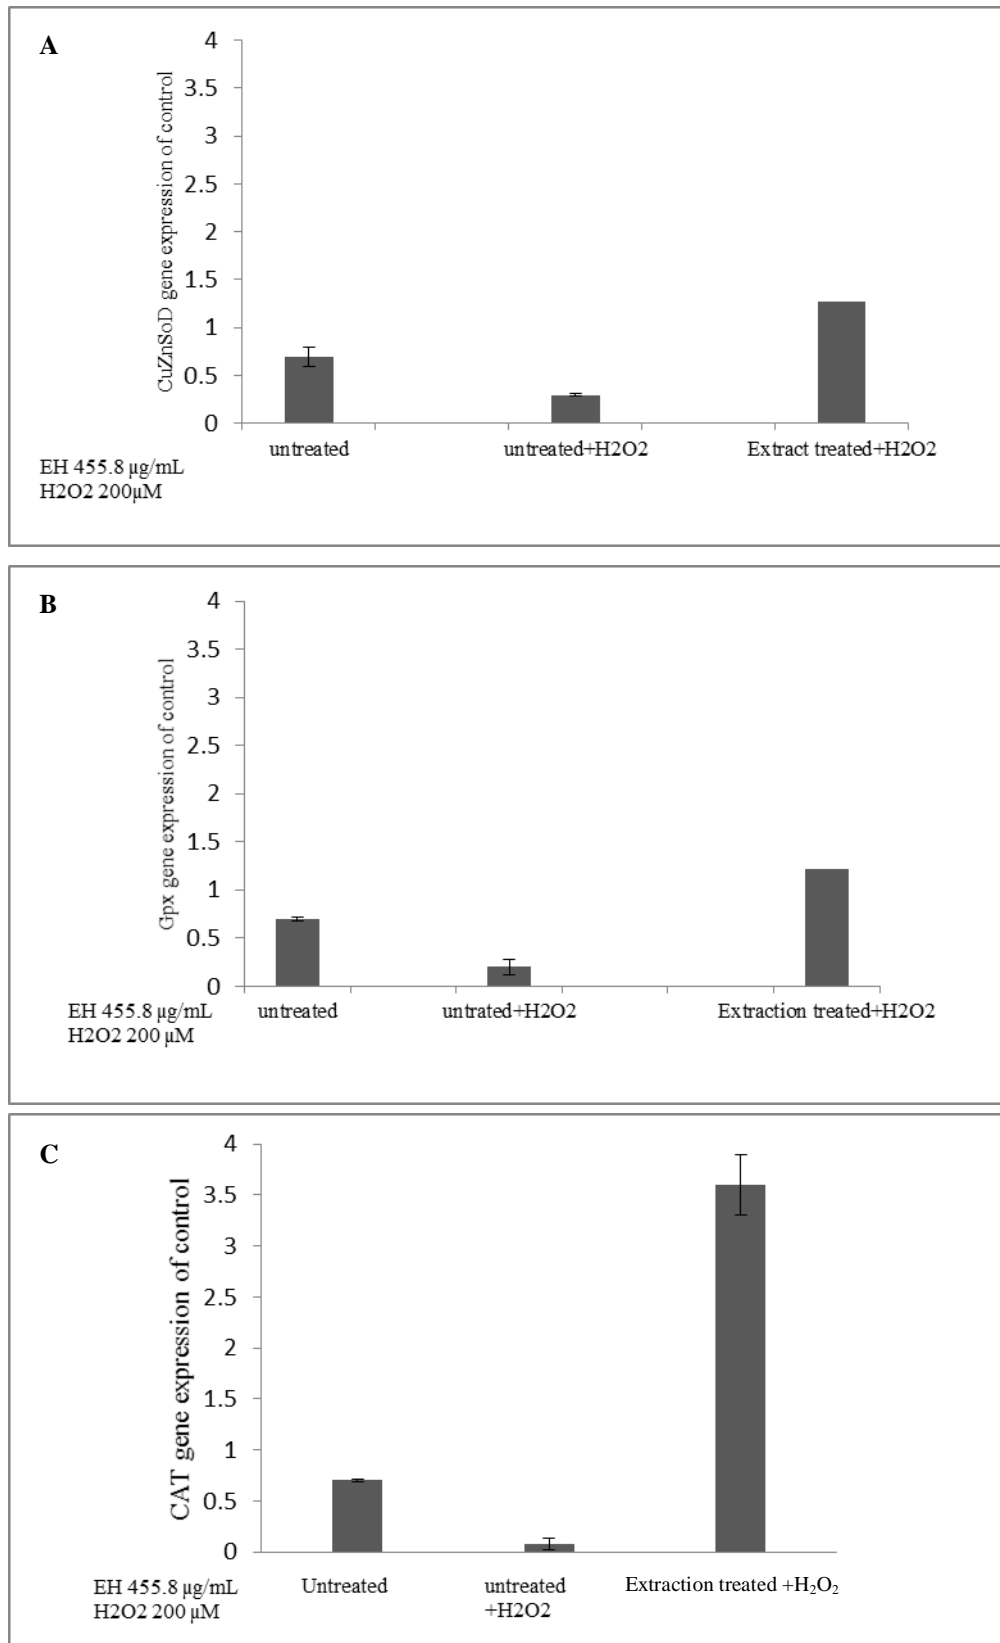 A
CuZnSoD gene expression of control
4
3.5
3
2.5
2
1.5
1
0.5
0
untreated
untreated+H2O2
Extract treated+H2O2
EH 455.8 µg/mL
H2O2 200µM
B
Gpx gene expression of control
4
3.5
3
2.5
2
1.5
1
0.5
0
untreated
untrated+H2O2
Extraction treated+H2O2
EH 455.8 µg/mL
H2O2 200 µM
C
CAT gene expression of control
4
3.5
3
2.5
2
1.5
1
0.5
0
Untreated
untreated
+H2O2
Extraction treated +H₂O₂
EH 455.8 µg/mL
H2O2 200 µM